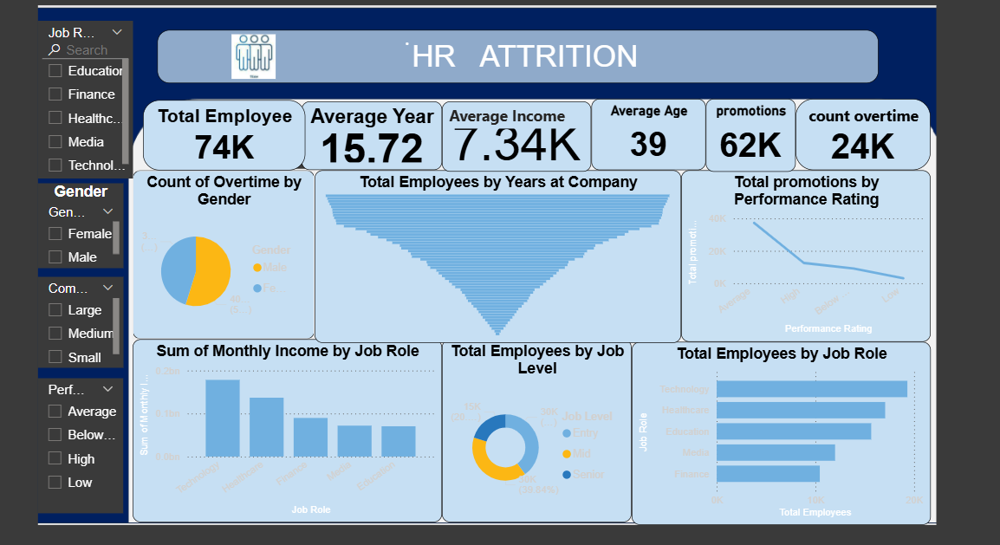 Job R...
Search
Education
Finance
Healthc...
Media
Technol...
Gender
Gen...
Female
Male
Com...
Large
Medium
Small
Perf...
Average
Below...
High
Low
HR ATTRITION
Total Employee
74K
Average Year
15.72
Average Income
7.34K
Average Age
39
promotions
62K
count overtime
24K
Count of Overtime by
Gender
Gender
Male
Fe...
Total Employees by Years at Company
Total promotions by
Performance Rating
Total promoti...
40K
20K
0K
Average
High
Below ...
Low
Performance Rating
Sum of Monthly Income by Job Role
Sum of Monthly I...
0.2bn
0.1bn
0.0bn
Technology
Healthcare
Finance
Media
Education
Job Role
Total Employees by Job
Level
15K
30K
(...)
(39.84%)
Job Level
Entry
Mid
Senior
Total Employees by Job Role
Job Role
Technology
Healthcare
Education
Media
Finance
0K
10K
20K
Total Employees